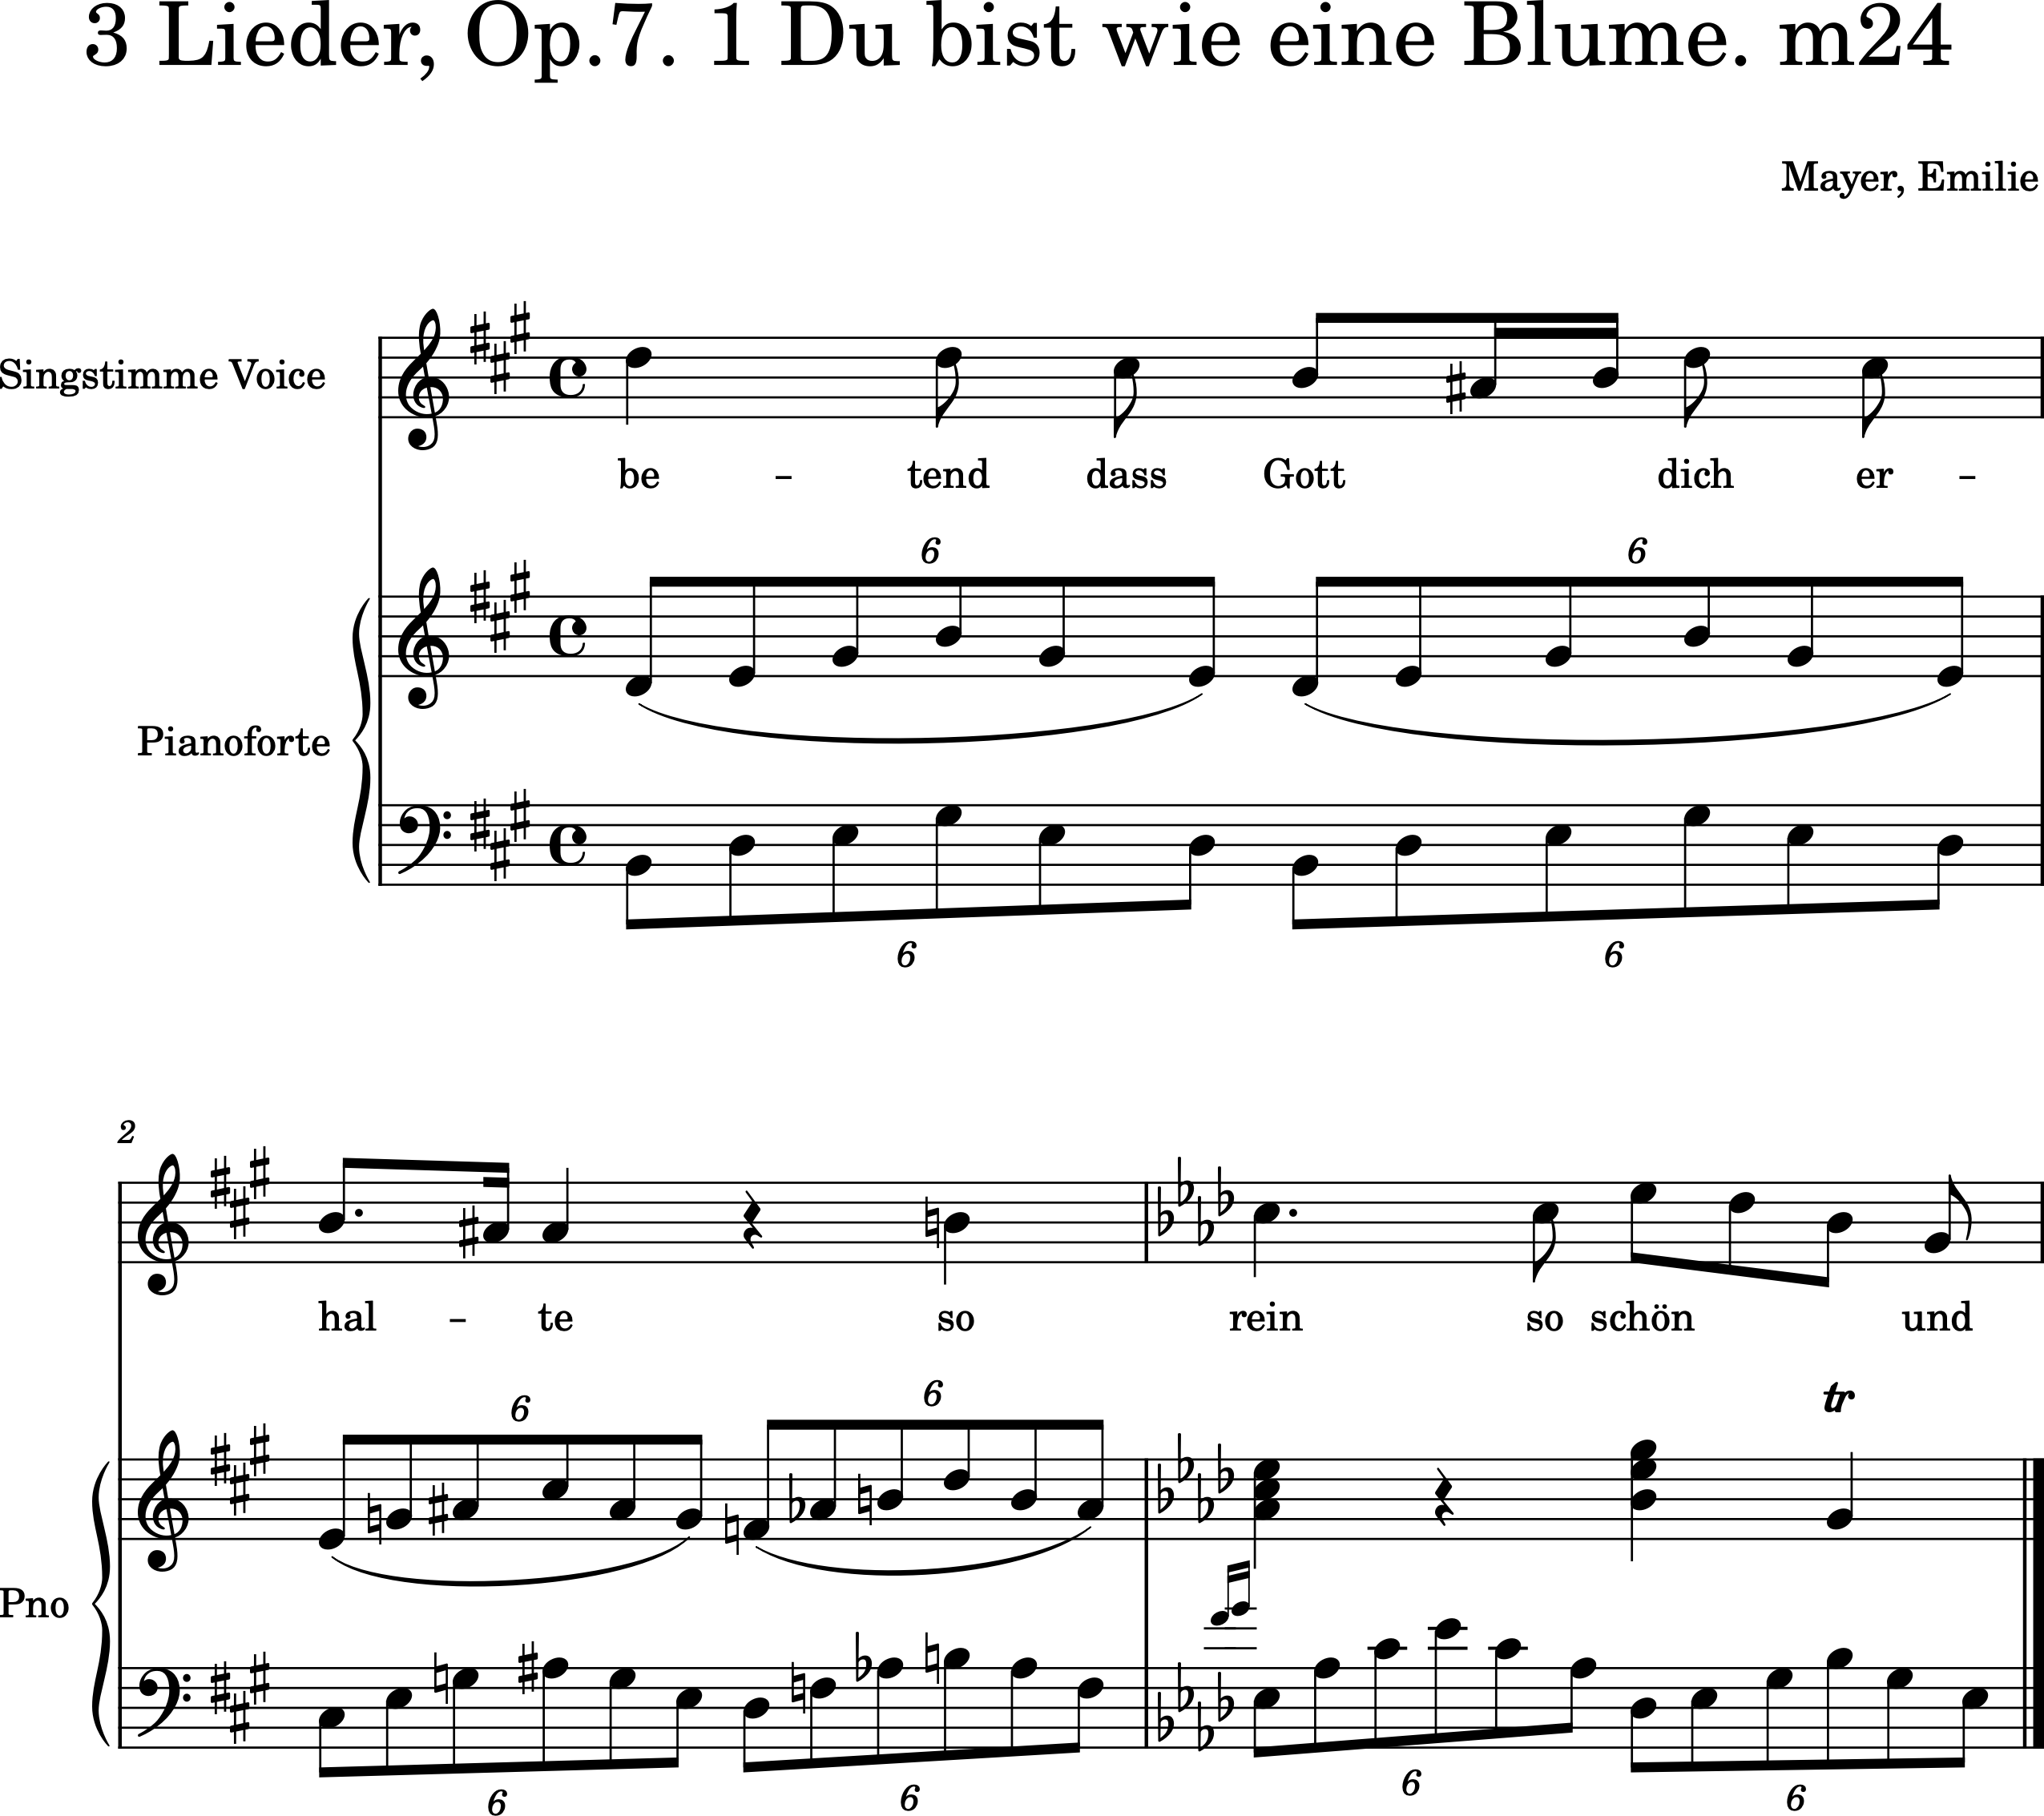 3 Lieder, Op.7. 1 Du bist wie eine Blume. m24
Mayer, Emilie
Singstimme Voice
be – tend dass Gott dich er –
6 6
Pianoforte
6 6
2
hal – te so rein so schön und
6 6 tr
Pno
6 6 6 6